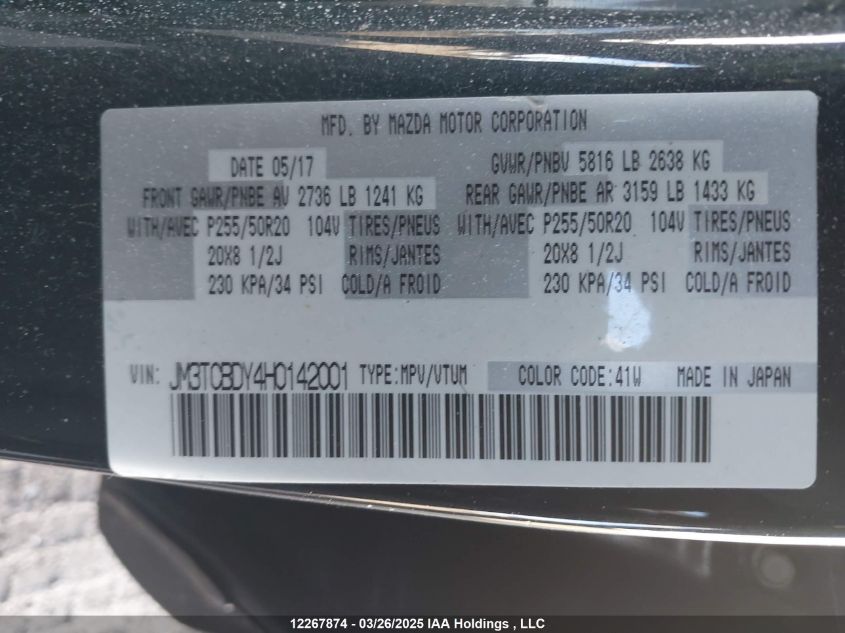 MFD. BY MAZDA MOTOR CORPORATION
DATE 05/17 GVWR/PNBV 5816 LB 2638 KG
FRONT GAWR/PNBE AV 2736 LB 1241 KG REAR GAWR/PNBE AR 3159 LB 1433 KG
WITH/AVEC P255/50R20 104V TIRES/PNEUS WITH/AVEC P255/50R20 104V TIRES/PNEUS
20X8 1/2J RIMS/JANTES 20X8 1/2J RIMS/JANTES
230 KPA/34 PSI COLD/A FROID 230 KPA/34 PSI COLD/A FROID
VIN: JM3TCBDY4H0142001 TYPE:MPV/VTUM COLOR CODE:41W MADE IN JAPAN
12267874 - 03/26/2025 IAA Holdings , LLC